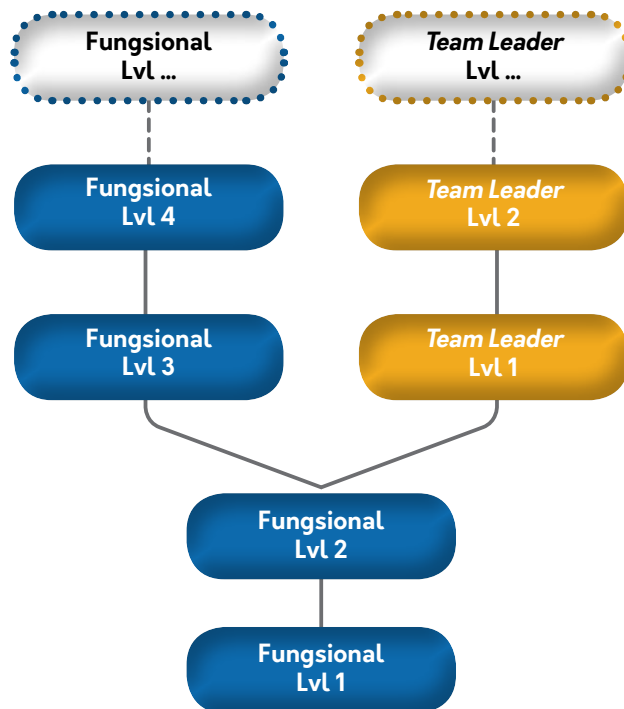 Fungsional
Lvl ...
Team Leader
Lvl ...
Fungsional
Lvl 4
Team Leader
Lvl 2
Fungsional
Lvl 3
Team Leader
Lvl 1
Fungsional
Lvl 2
Fungsional
Lvl 1